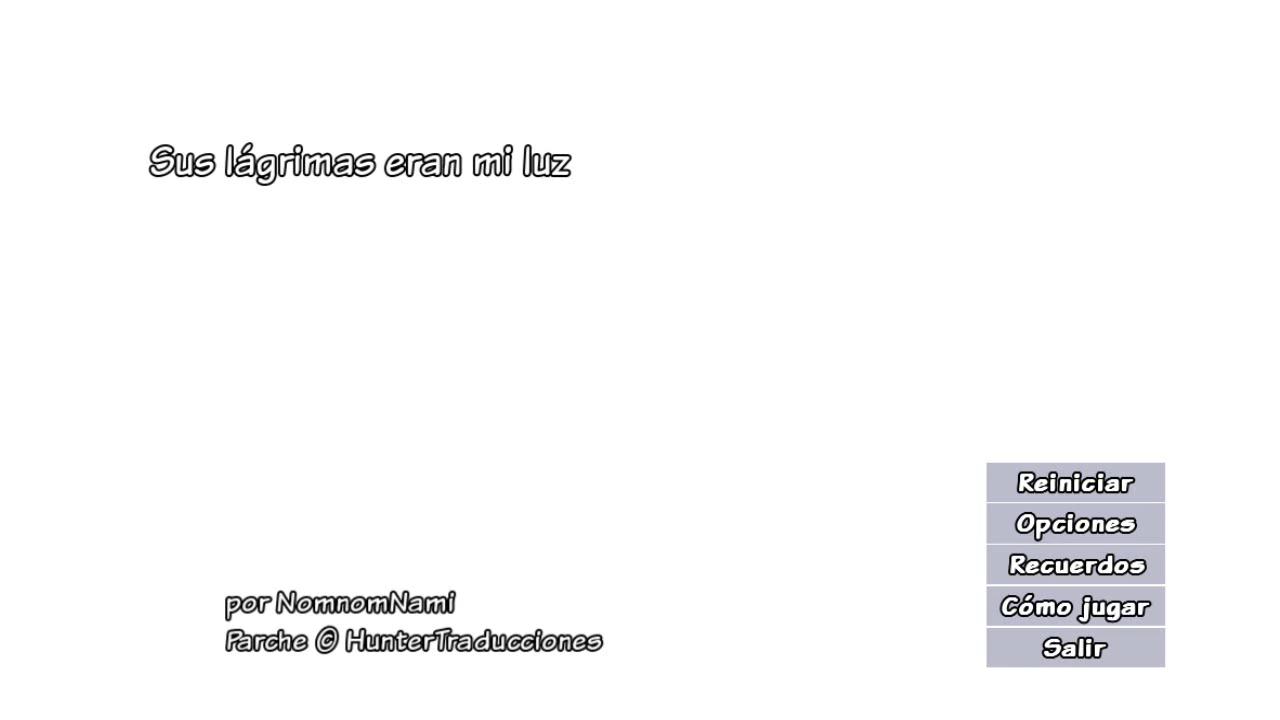 Sus lágrimas eran mi luz
Reiniciar
Opciones
Recuerdos
Cómo jugar
Salir
por NomnomNami
Parche © HunterTraducciones